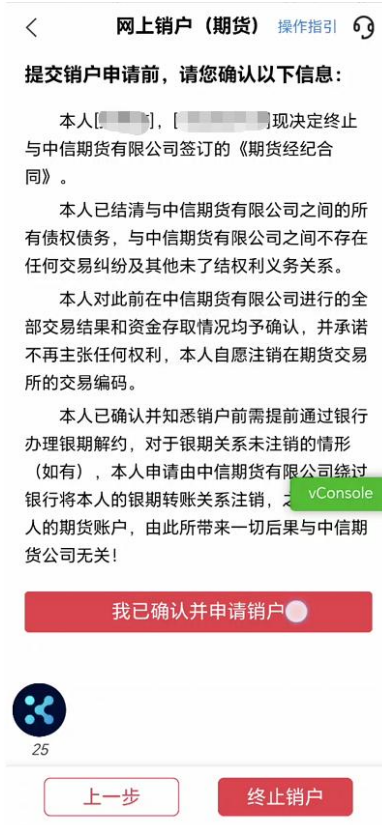 网上销户（期货） 操作指引
提交销户申请前，请您确认以下信息：
本人[ ]，[ ]现决定终止
与中信期货有限公司签订的《期货经纪合
同》。
本人已结清与中信期货有限公司之间的所
有债权债务，与中信期货有限公司之间不存在
任何交易纠纷及其他未了结权利义务关系。
本人对此前在中信期货有限公司进行的全
部交易结果和资金存取情况均予确认，并承诺
不再主张任何权利，本人自愿注销在期货交易
所的交易编码。
本人已确认并知悉销户前需提前通过银行
办理银期解约，对于银期关系未注销的情形
（如有），本人申请由中信期货有限公司绕过
银行将本人的银期转账关系注销，
vConsole
人的期货账户，由此所带来一切后果与中信期
货公司无关！
我已确认并申请销户
25
上一步 终止销户